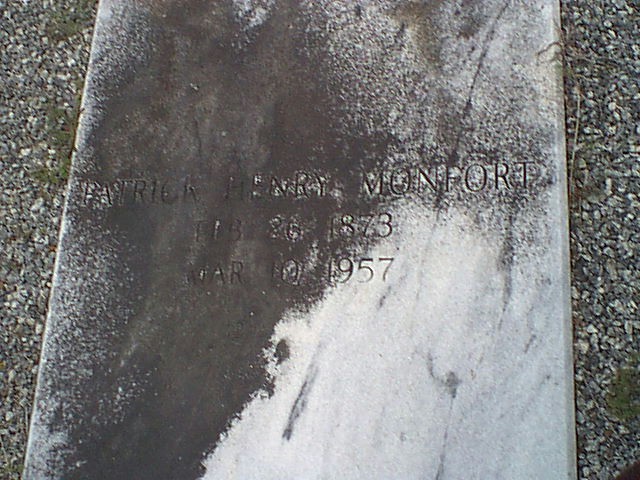 PATRICK HENRY MONFORT
FEB 26 1873
MAR 10 1957